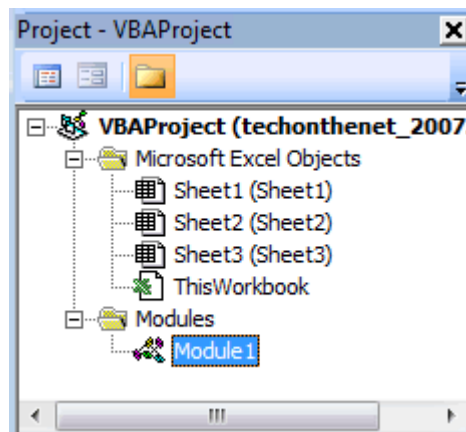 Project - VBAProject
VBAProject (techonthenet_2007
Microsoft Excel Objects
Sheet1 (Sheet1)
Sheet2 (Sheet2)
Sheet3 (Sheet3)
ThisWorkbook
Modules
Module1